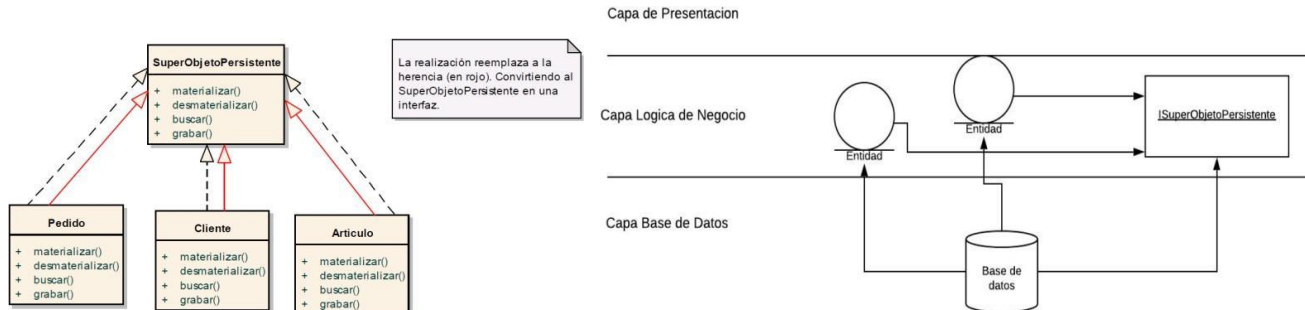 SuperObjetoPersistente
+ materializar()
+ desmaterializar()
+ buscar()
+ grabar()
La realización reemplaza a la
herencia (en rojo). Convirtiendo al
SuperObjetoPersistente en una
interfaz.
Pedido
+ materializar()
+ desmaterializar()
+ buscar()
+ grabar()
Cliente
+ materializar()
+ desmaterializar()
+ buscar()
+ grabar()
Articulo
+ materializar()
+ desmaterializar()
+ buscar()
+ grabar()
Capa de Presentacion
Capa Logica de Negocio
Entidad
Entidad
ISuperObjetoPersistente
Capa Base de Datos
Base de
datos